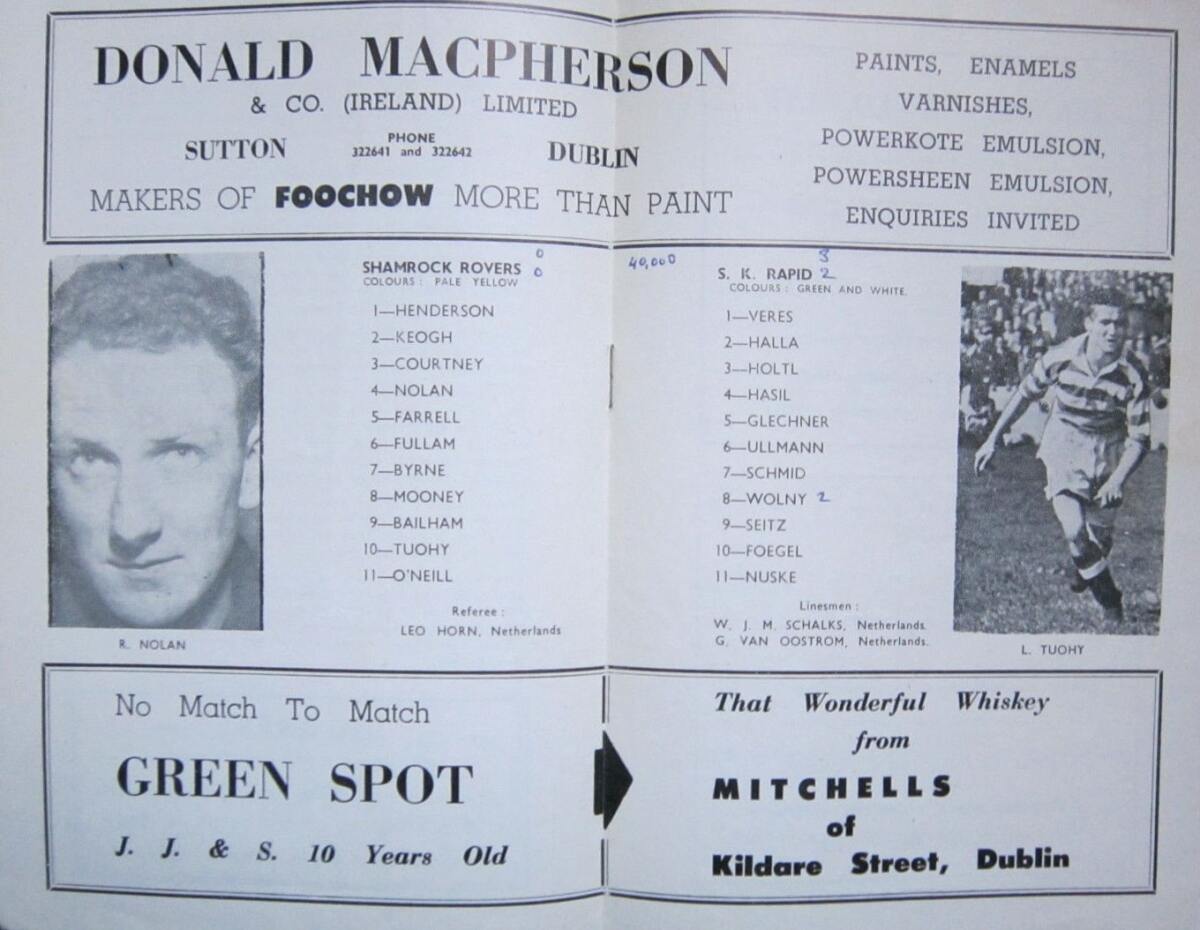 DONALD MACPHERSON
& CO. (IRELAND) LIMITED
SUTTON PHONE 322641 and 322642 DUBLIN
MAKERS OF FOOCHOW MORE THAN PAINT
PAINTS, ENAMELS
VARNISHES,
POWERKOTE EMULSION,
POWERSHEEN EMULSION,
ENQUIRIES INVITED
0
SHAMROCK ROVERS 0
COLOURS : PALE YELLOW
1—HENDERSON
2—KEOGH
3—COURTNEY
4—NOLAN
5—FARRELL
6—FULLAM
7—BYRNE
8—MOONEY
9—BAILHAM
10—TUOHY
11—O'NEILL
Referee :
LEO HORN, Netherlands
R. NOLAN
40,000
3
S. K. RAPID 2
COLOURS : GREEN AND WHITE.
1—VERES
2—HALLA
3—HOLTL
4—HASIL
5—GLECHNER
6—ULLMANN
7—SCHMID
8—WOLNY 2
9—SEITZ
10—FOEGEL
11—NUSKE
Linesmen :
W. J. M. SCHALKS, Netherlands.
G. VAN OOSTROM, Netherlands.
L. TUOHY
No Match To Match
GREEN SPOT
J. J. & S. 10 Years Old
That Wonderful Whiskey
from
MITCHELLS
of
Kildare Street, Dublin